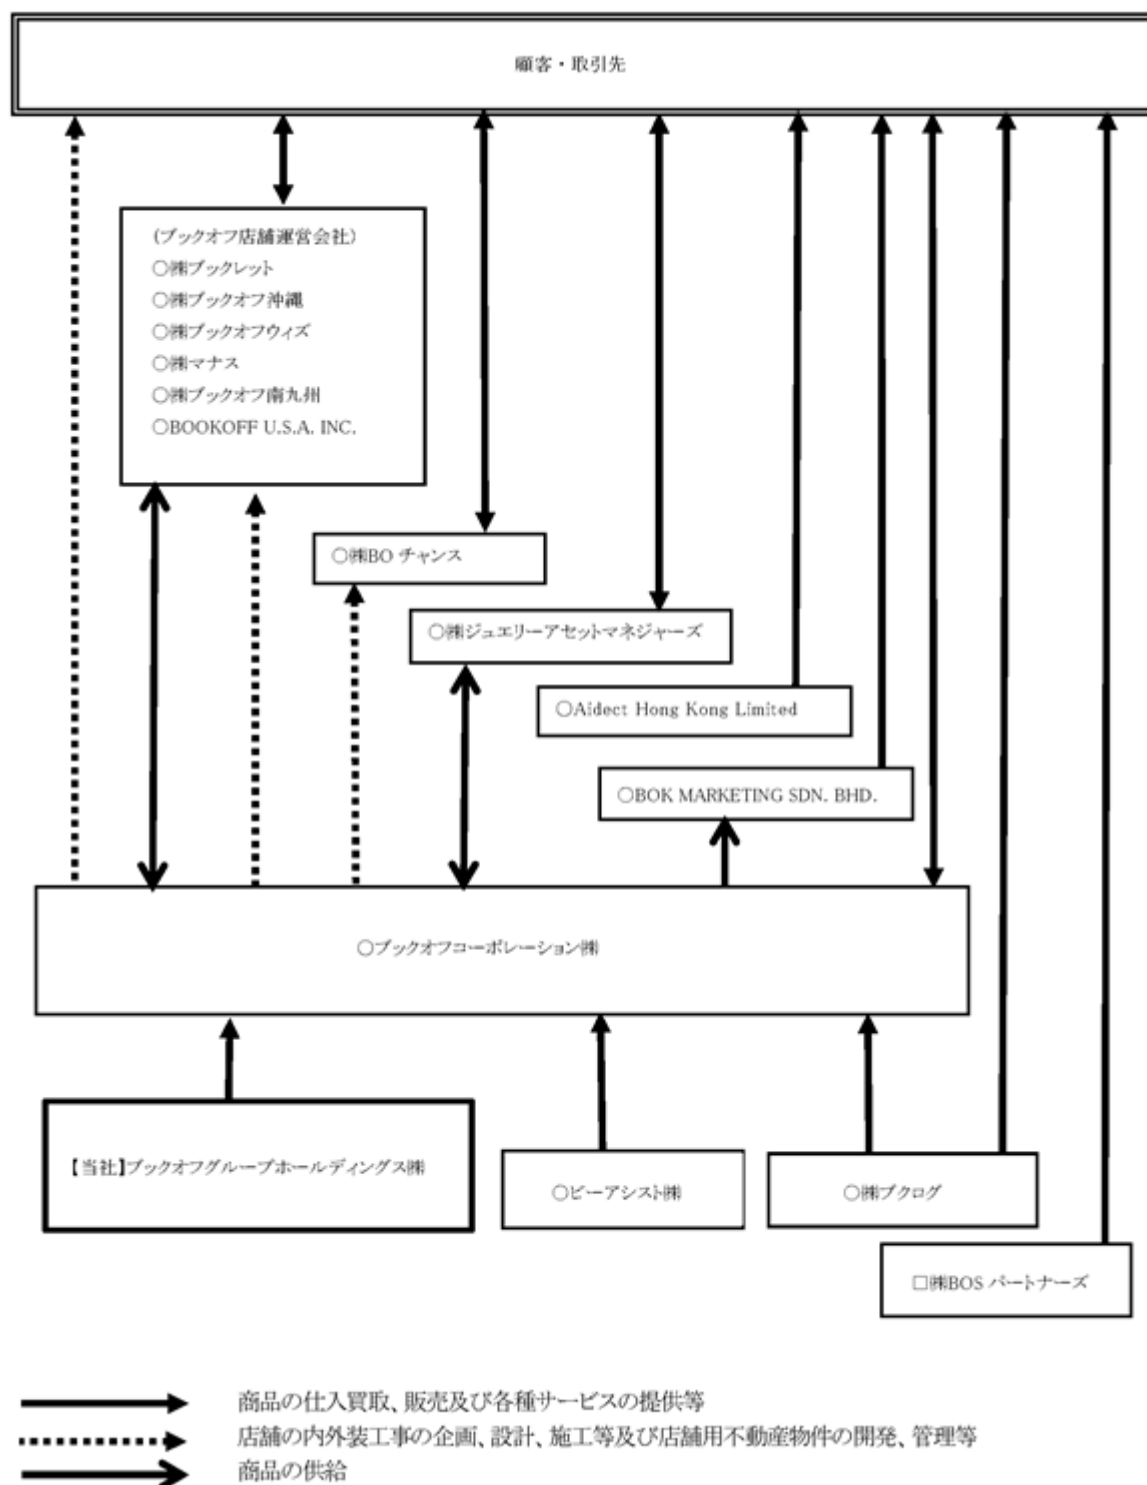 顧客・取引先
(ブックオフ店舗運営会社)
○㈱ブックレット
○㈱ブックオフ沖縄
○㈱ブックオフウィズ
○㈱マナス
○㈱ブックオフ南九州
○BOOKOFF U.S.A. INC.
○㈱BO チャンス
○㈱ジュエリーアセットマネジャーズ
○Aidect Hong Kong Limited
○BOK MARKETING SDN. BHD.
○ブックオフコーポレーション㈱
【当社】ブックオフグループホールディングス㈱
○ビーアシスト㈱
○㈱ブクログ
□㈱BOS パートナーズ
商品の仕入買取、販売及び各種サービスの提供等
店舗の内外装工事の企画、設計、施工等及び店舗用不動産物件の開発、管理等
商品の供給